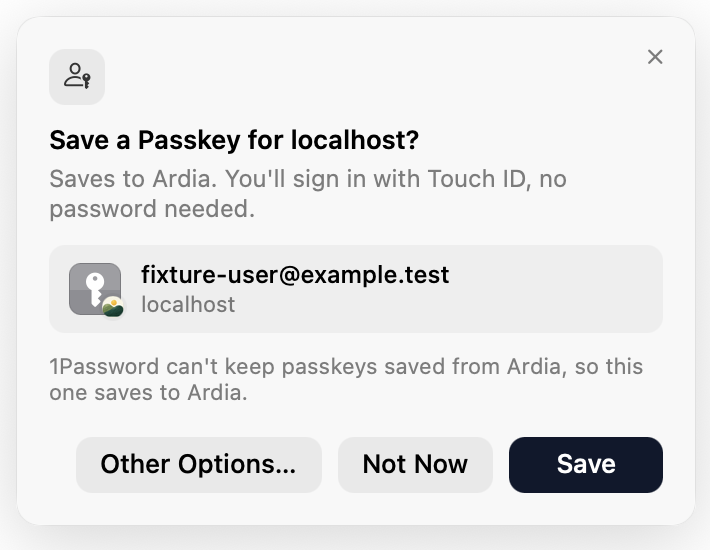 Save a Passkey for localhost?
Saves to Ardia. You'll sign in with Touch ID, no
password needed.
fixture-user@example.test
localhost
1Password can't keep passkeys saved from Ardia, so this
one saves to Ardia.
Other Options...
Not Now
Save